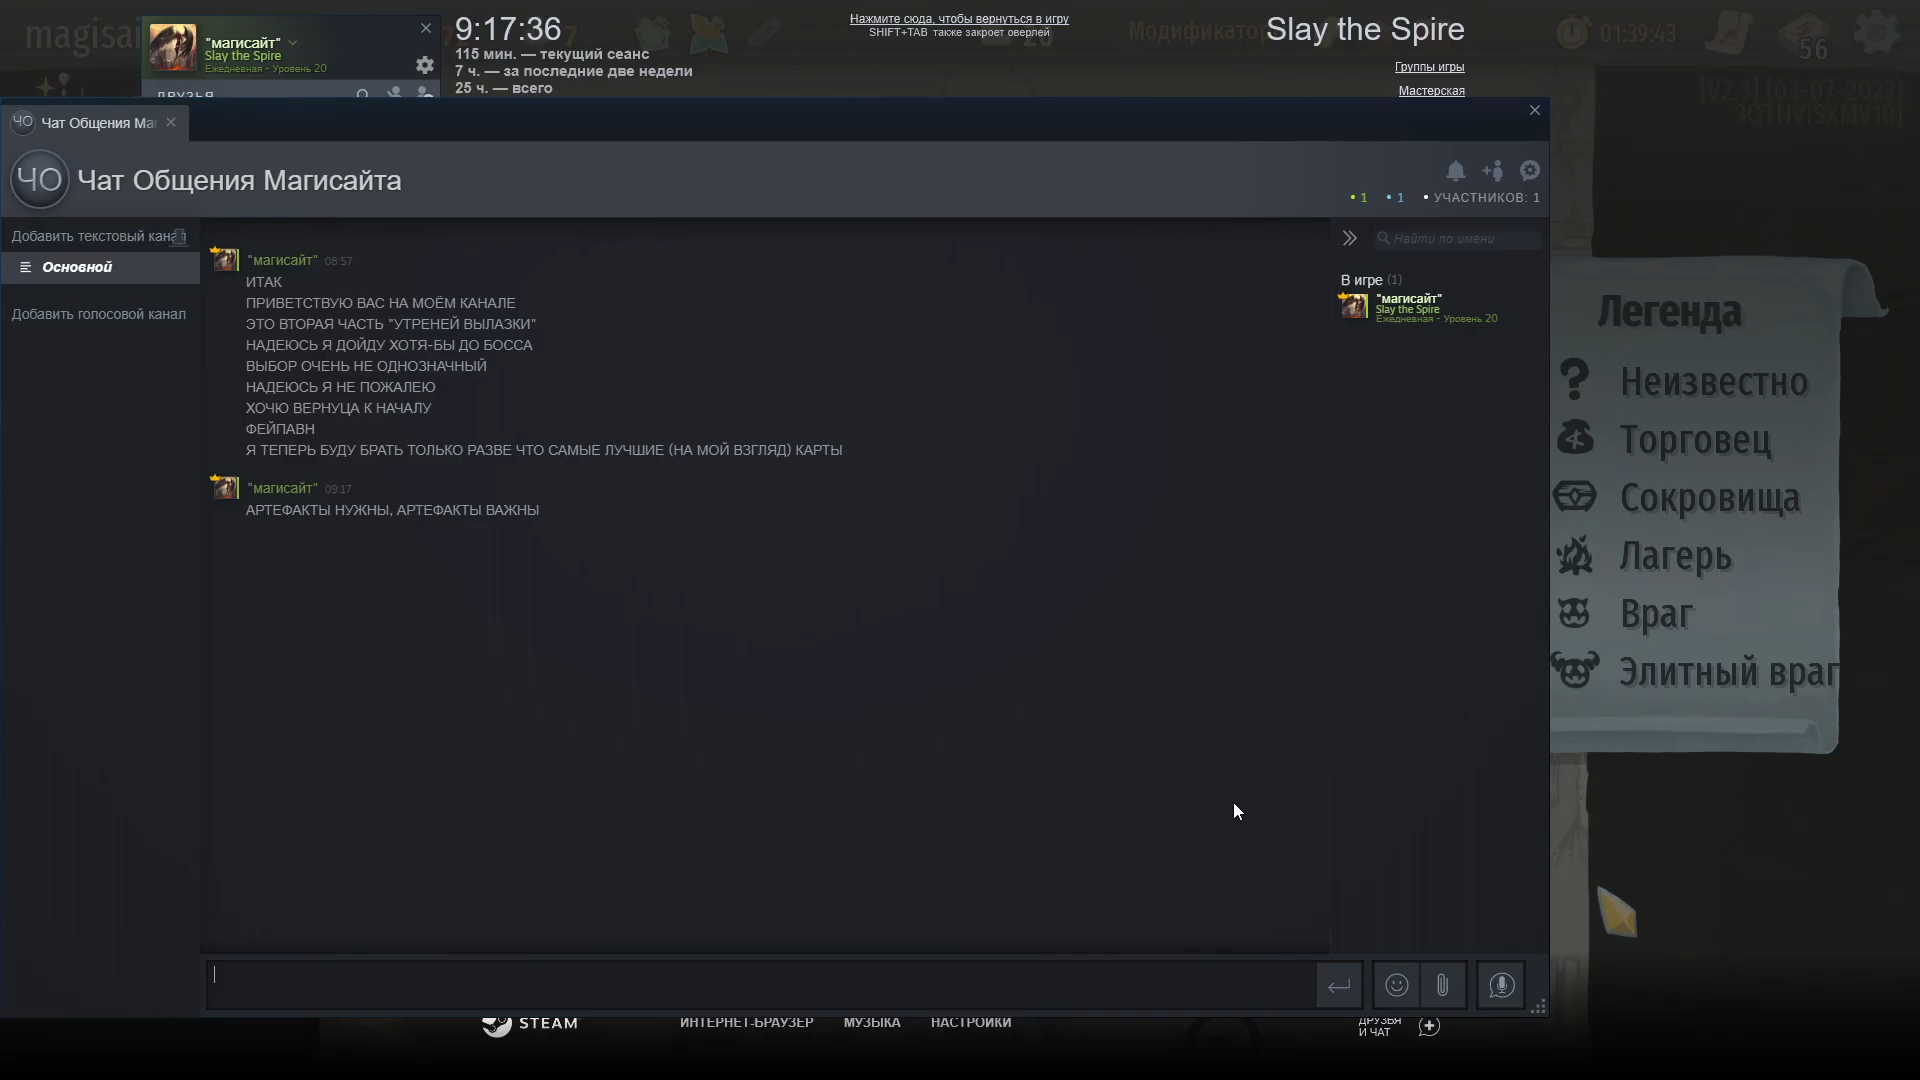 "магисайт"
Slay the Spire
Ежедневная - Уровень 20
ДРУЗЬЯ
9:17:36
115 мин. — текущий сеанс
7 ч. — за последние две недели
25 ч. — всего
Нажмите сюда, чтобы вернуться в игру
SHIFT+TAB также закроет оверлей
Slay the Spire
Группы игры
Мастерская
01:39:43
56
[V2.3] (03-07-2022)
Чат Общения Ма
ЧО
Чат Общения Магисайта
1
1
УЧАСТНИКОВ: 1
Добавить текстовый канал
Основной
Добавить голосовой канал
"магисайт" 08:57
ИТАК
ПРИВЕТСТВУЮ ВАС НА МОЁМ КАНАЛЕ
ЭТО ВТОРАЯ ЧАСТЬ "УТРЕНЕЙ ВЫЛАЗКИ"
НАДЕЮСЬ Я ДОЙДУ ХОТЯ-БЫ ДО БОССА
ВЫБОР ОЧЕНЬ НЕ ОДНОЗНАЧНЫЙ
НАДЕЮСЬ Я НЕ ПОЖАЛЕЮ
ХОЧЮ ВЕРНУЦА К НАЧАЛУ
ФЕЙПАВН
Я ТЕПЕРЬ БУДУ БРАТЬ ТОЛЬКО РАЗВЕ ЧТО САМЫЕ ЛУЧШИЕ (НА МОЙ ВЗГЛЯД) КАРТЫ
"магисайт" 09:17
АРТЕФАКТЫ НУЖНЫ, АРТЕФАКТЫ ВАЖНЫ
Найти по имени
В игре (1)
"магисайт"
Slay the Spire
Ежедневная - Уровень 20
Легенда
Неизвестно
Торговец
Сокровища
Лагерь
Враг
Элитный враг
STEAM
ИНТЕРНЕТ-БРАУЗЕР
МУЗЫКА
НАСТРОЙКИ
ДРУЗЬЯ
И ЧАТ